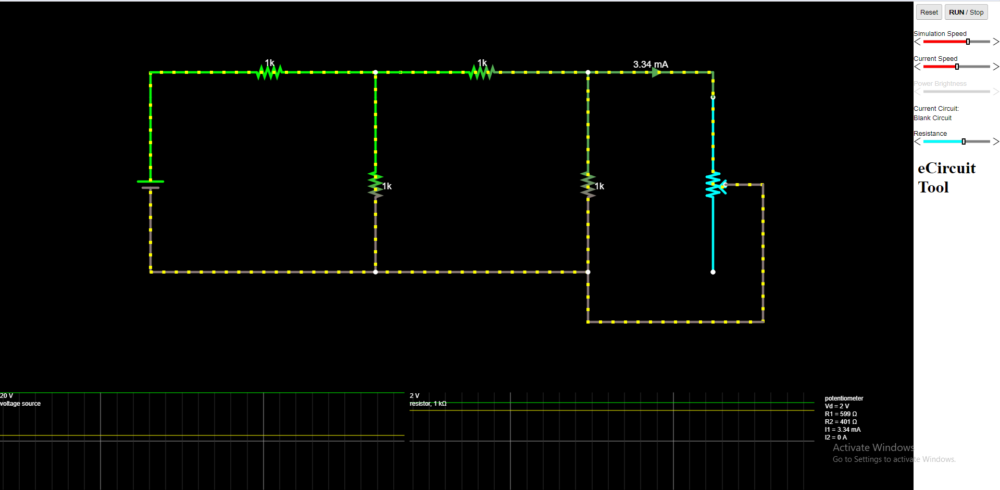 Reset
RUN / Stop
Simulation Speed
Current Speed
Power Brightness
Current Circuit:
Blank Circuit
Resistance
eCircuit
Tool
1k
1k
3.34 mA
1k
1k
20 V
voltage source
2 V
resistor, 1 kΩ
potentiometer
Vd = 2 V
R1 = 599 Ω
R2 = 401 Ω
I1 = 3.34 mA
I2 = 0 A
Activate Windows
Go to Settings to activate Windows.